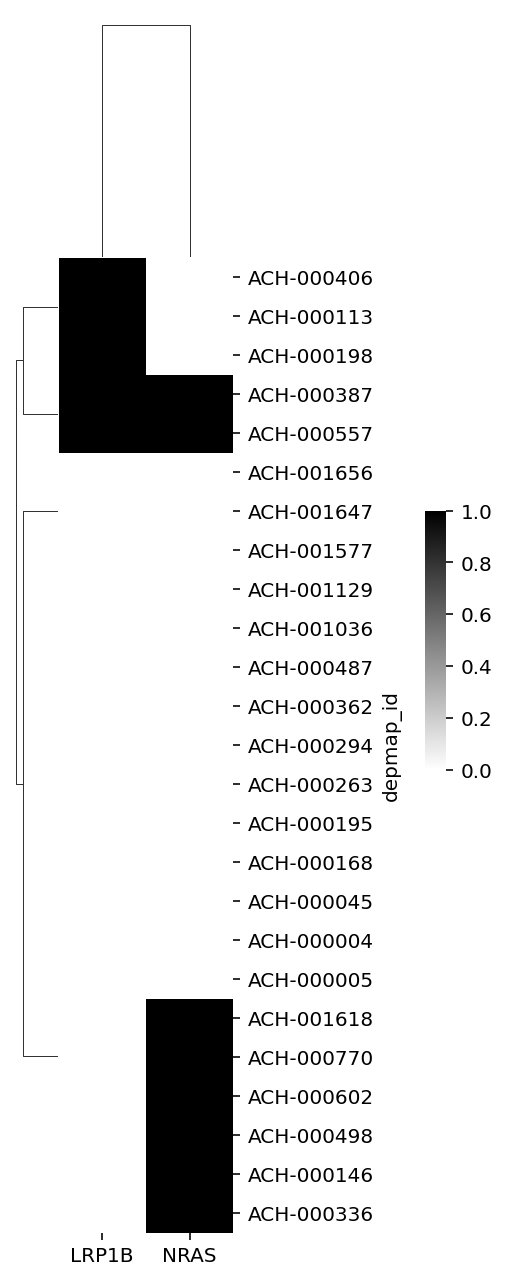 ACH-000406
ACH-000113
ACH-000198
ACH-000387
ACH-000557
ACH-001656
ACH-001647
ACH-001577
ACH-001129
ACH-001036
ACH-000487
ACH-000362
ACH-000294
ACH-000263
ACH-000195
ACH-000168
ACH-000045
ACH-000004
ACH-000005
ACH-001618
ACH-000770
ACH-000602
ACH-000498
ACH-000146
ACH-000336
depmap_id
1.0
0.8
0.6
0.4
0.2
0.0
LRP1B NRAS